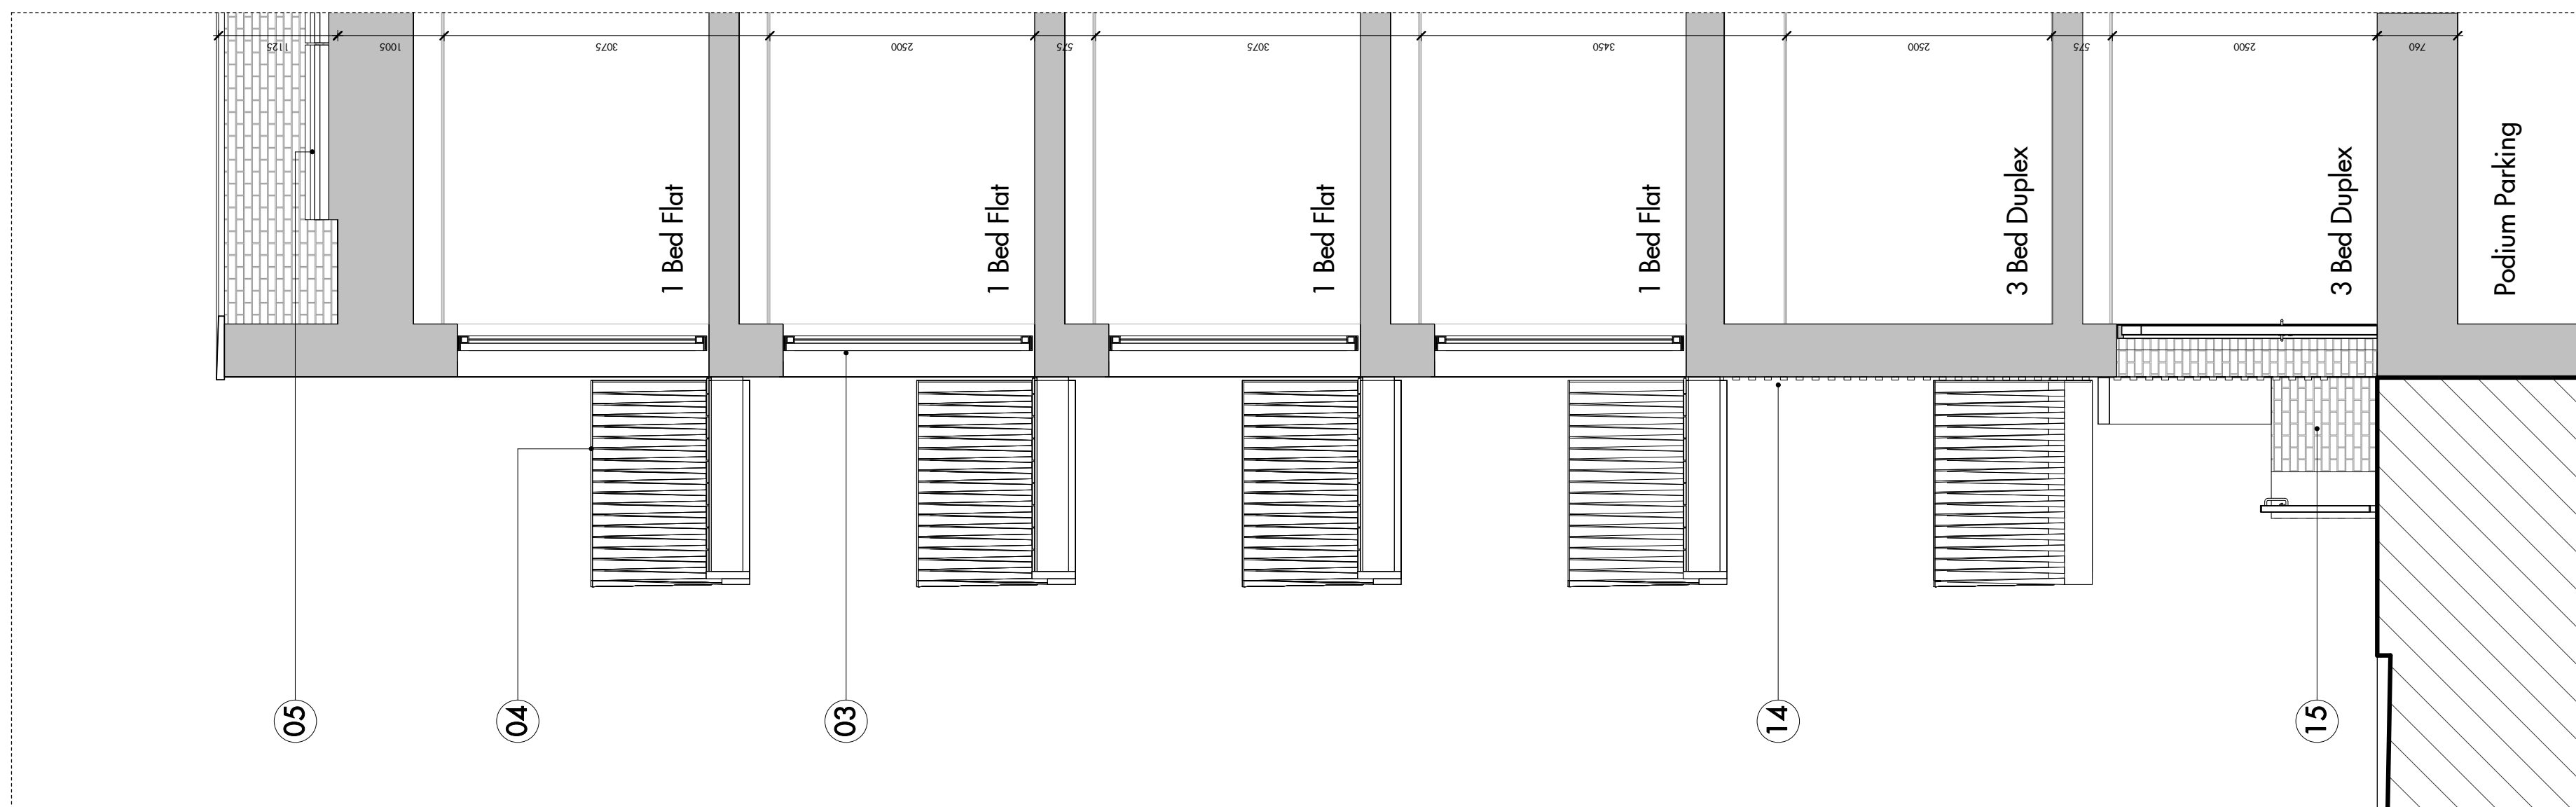 1125
1005
3075
2500
575
3075
3450
2500
575
2500
760
1 Bed Flat
1 Bed Flat
1 Bed Flat
1 Bed Flat
3 Bed Duplex
3 Bed Duplex
Podium Parking
05
04
03
14
15